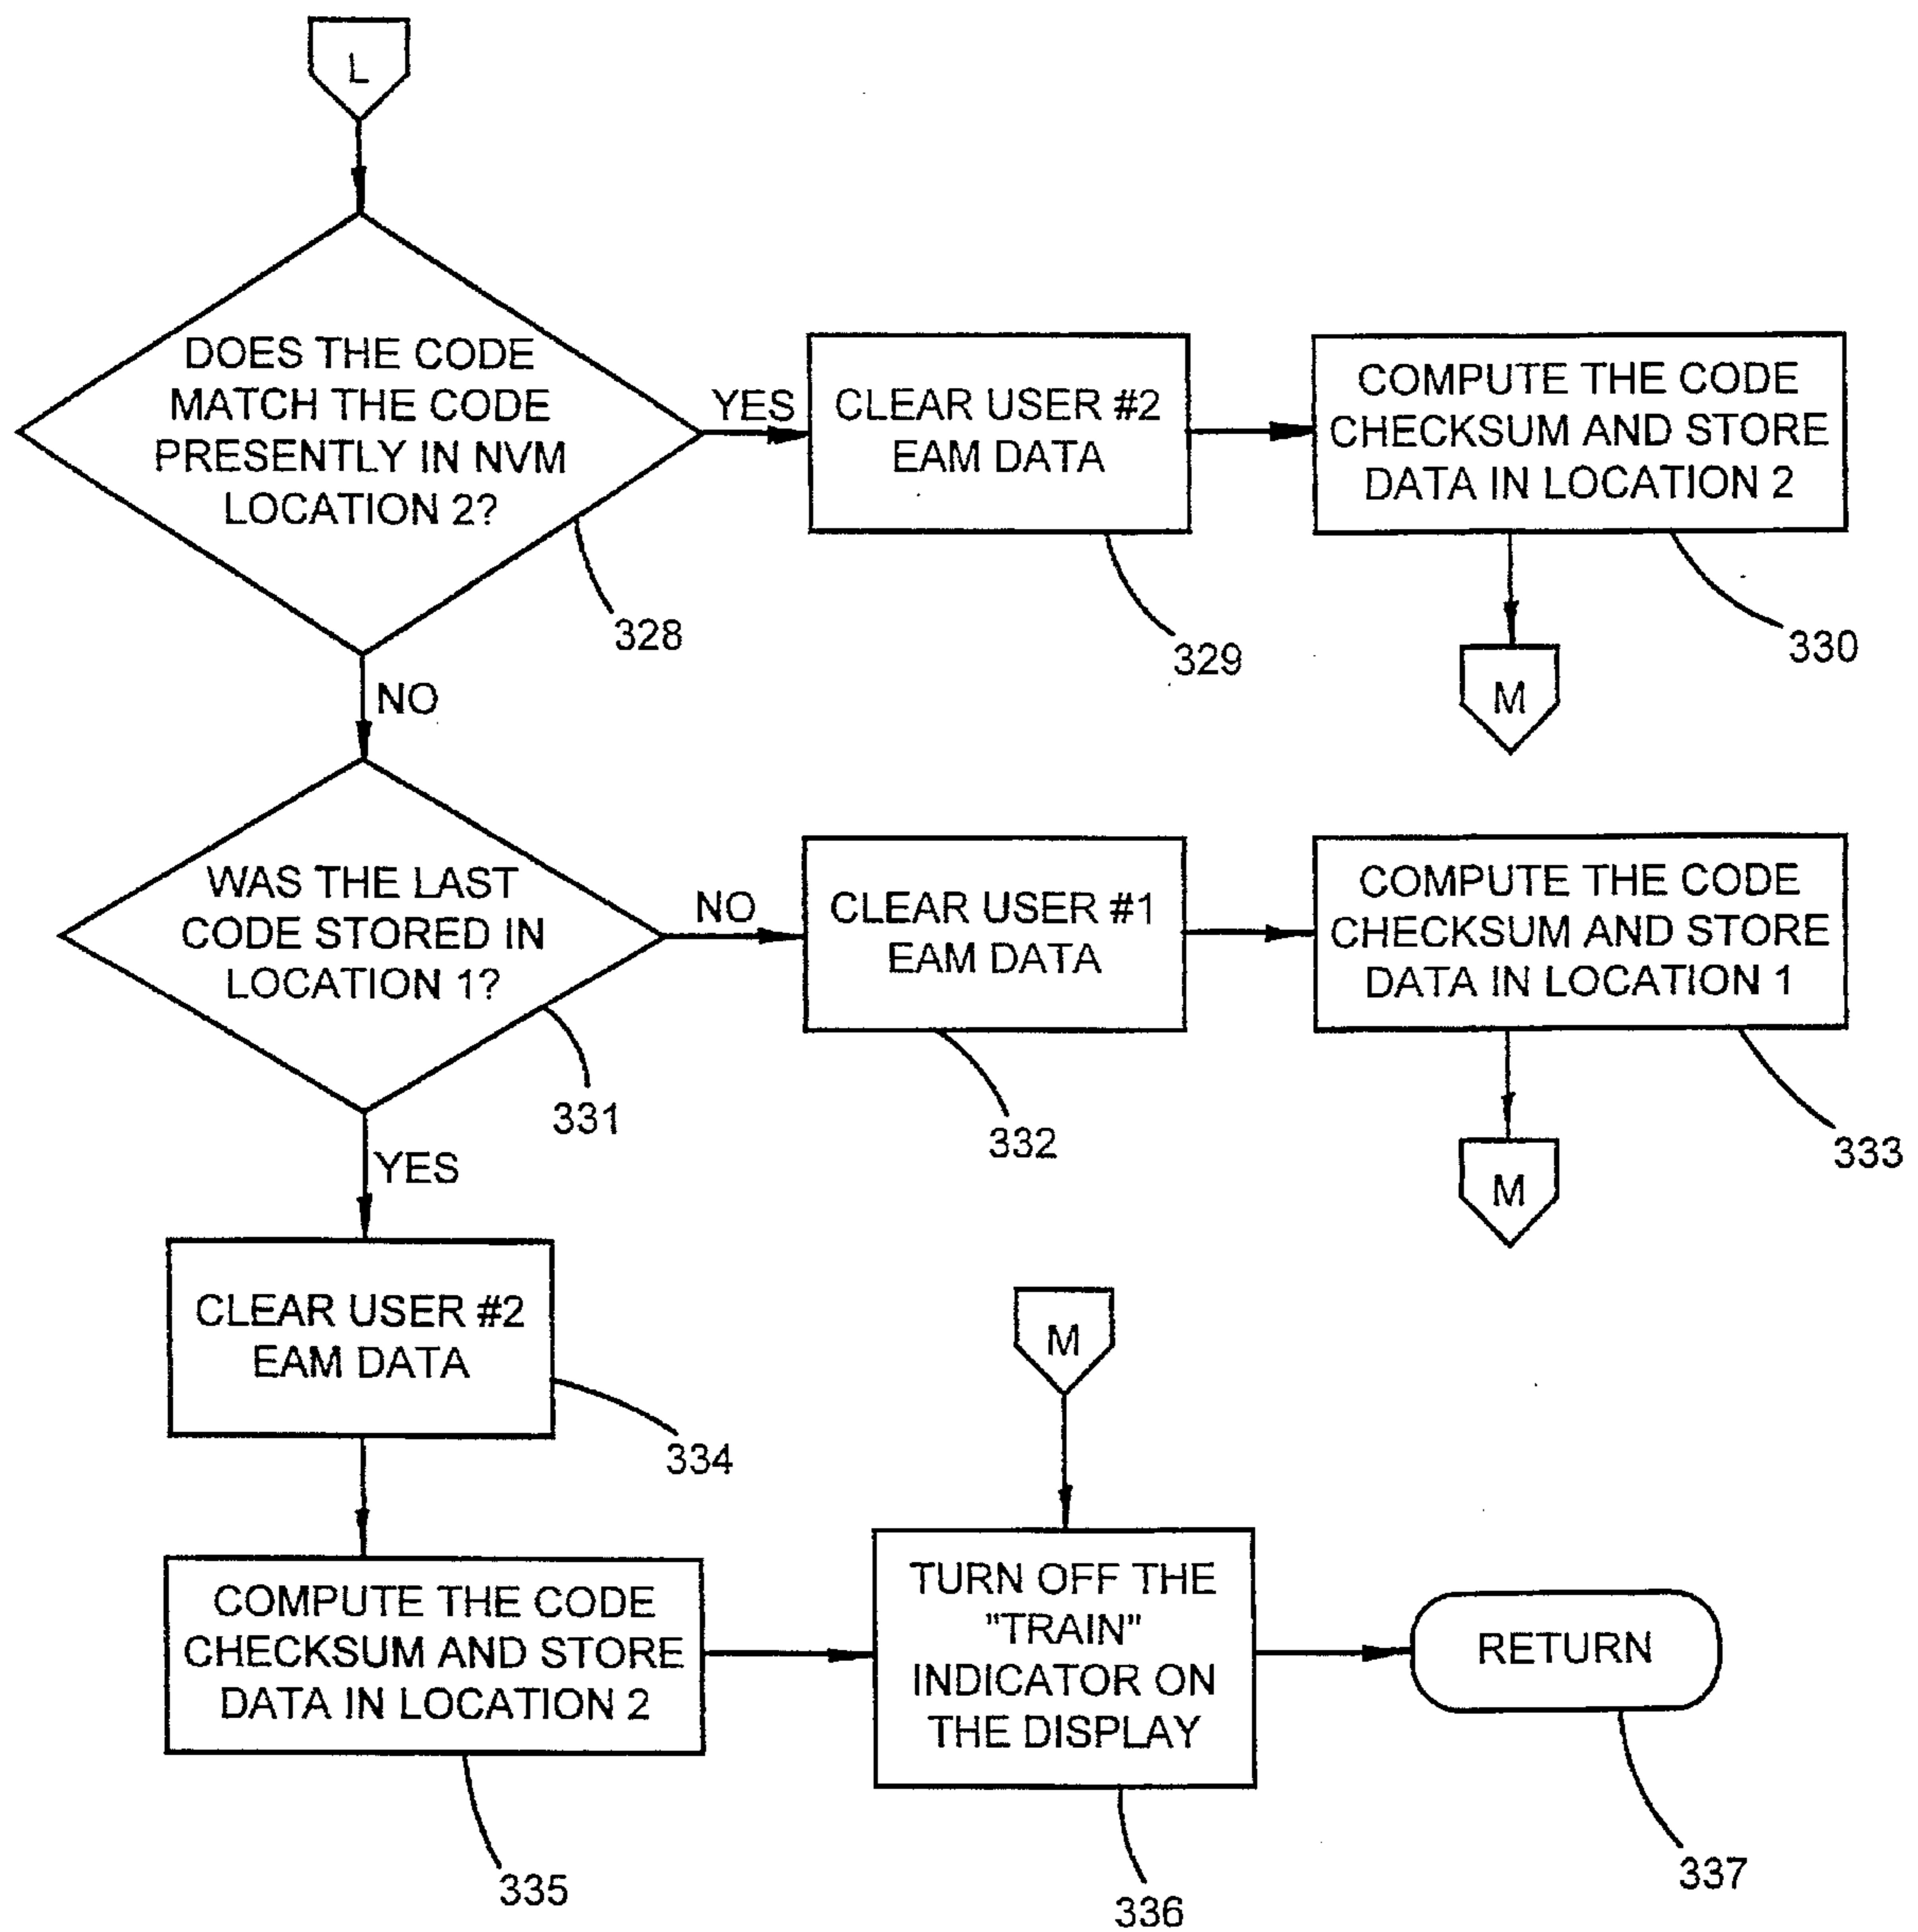 L
DOES THE CODE
MATCH THE CODE
PRESENTLY IN NVM
LOCATION 2?
328
YES
CLEAR USER #2
EAM DATA
329
COMPUTE THE CODE
CHECKSUM AND STORE
DATA IN LOCATION 2
330
M
NO
WAS THE LAST
CODE STORED IN
LOCATION 1?
331
NO
CLEAR USER #1
EAM DATA
332
COMPUTE THE CODE
CHECKSUM AND STORE
DATA IN LOCATION 1
333
M
YES
CLEAR USER #2
EAM DATA
334
COMPUTE THE CODE
CHECKSUM AND STORE
DATA IN LOCATION 2
335
M
TURN OFF THE
"TRAIN"
INDICATOR ON
THE DISPLAY
336
RETURN
337